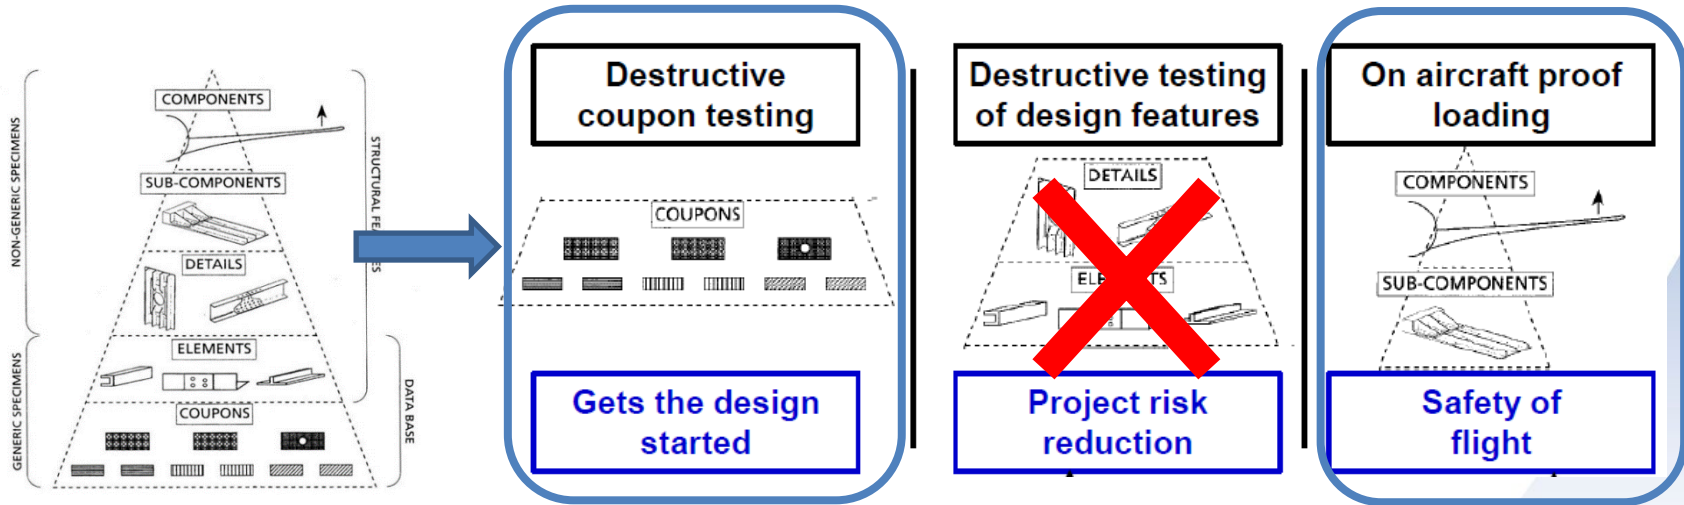 COMPONENTS
SUB-COMPONENTS
DETAILS
ELEMENTS
COUPONS
NON-GENERIC SPECIMENS
GENERIC SPECIMENS
DATA BASE
Destructive
coupon testing
COUPONS
Gets the design
started
Destructive testing
of design features
DETAILS
Project risk
reduction
On aircraft proof
loading
COMPONENTS
SUB-COMPONENTS
Safety of
flight